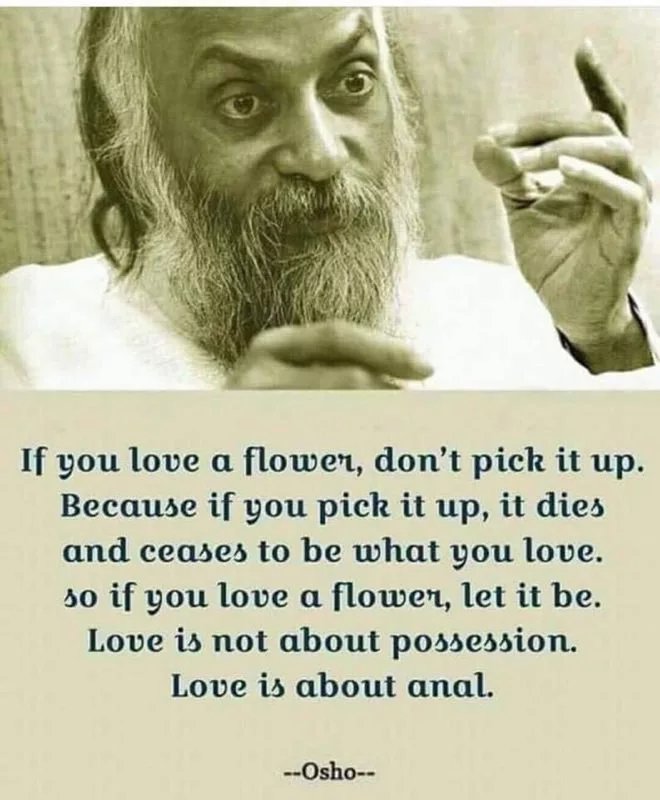 If you love a flower, don't pick it up.
Because if you pick it up, it dies
and ceases to be what you love.
so if you love a flower, let it be.
Love is not about possession.
Love is about anal.
--Osho--